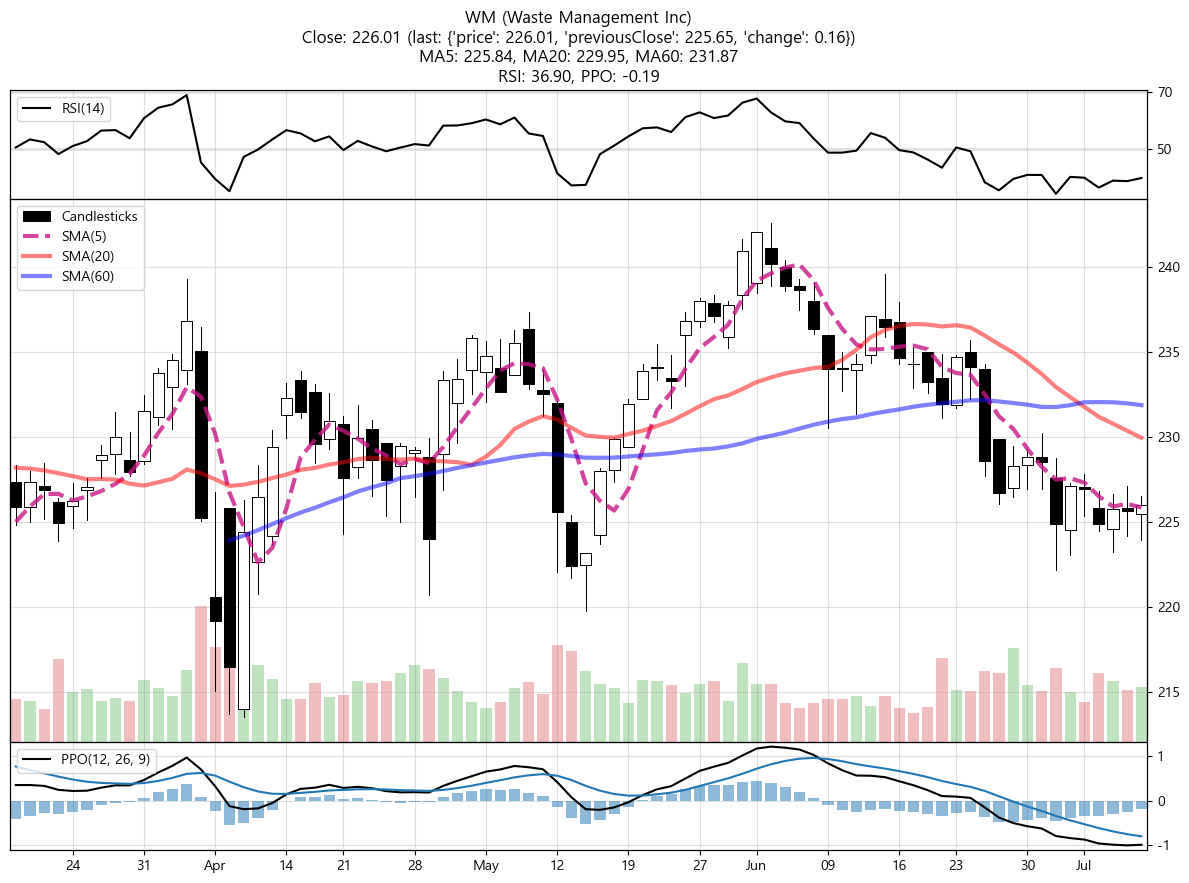 WM (Waste Management Inc)
Close: 226.01 (last: {'price': 226.01, 'previousClose': 225.65, 'change': 0.16})
MA5: 225.84, MA20: 229.95, MA60: 231.87
RSI: 36.90, PPO: -0.19
RSI(14)
70
50
Candlesticks
SMA(5)
SMA(20)
SMA(60)
240
235
230
225
220
215
PPO(12, 26, 9)
1
0
-1
24 31 Apr 14 21 28 May 12 19 27 Jun 09 16 23 30 Jul